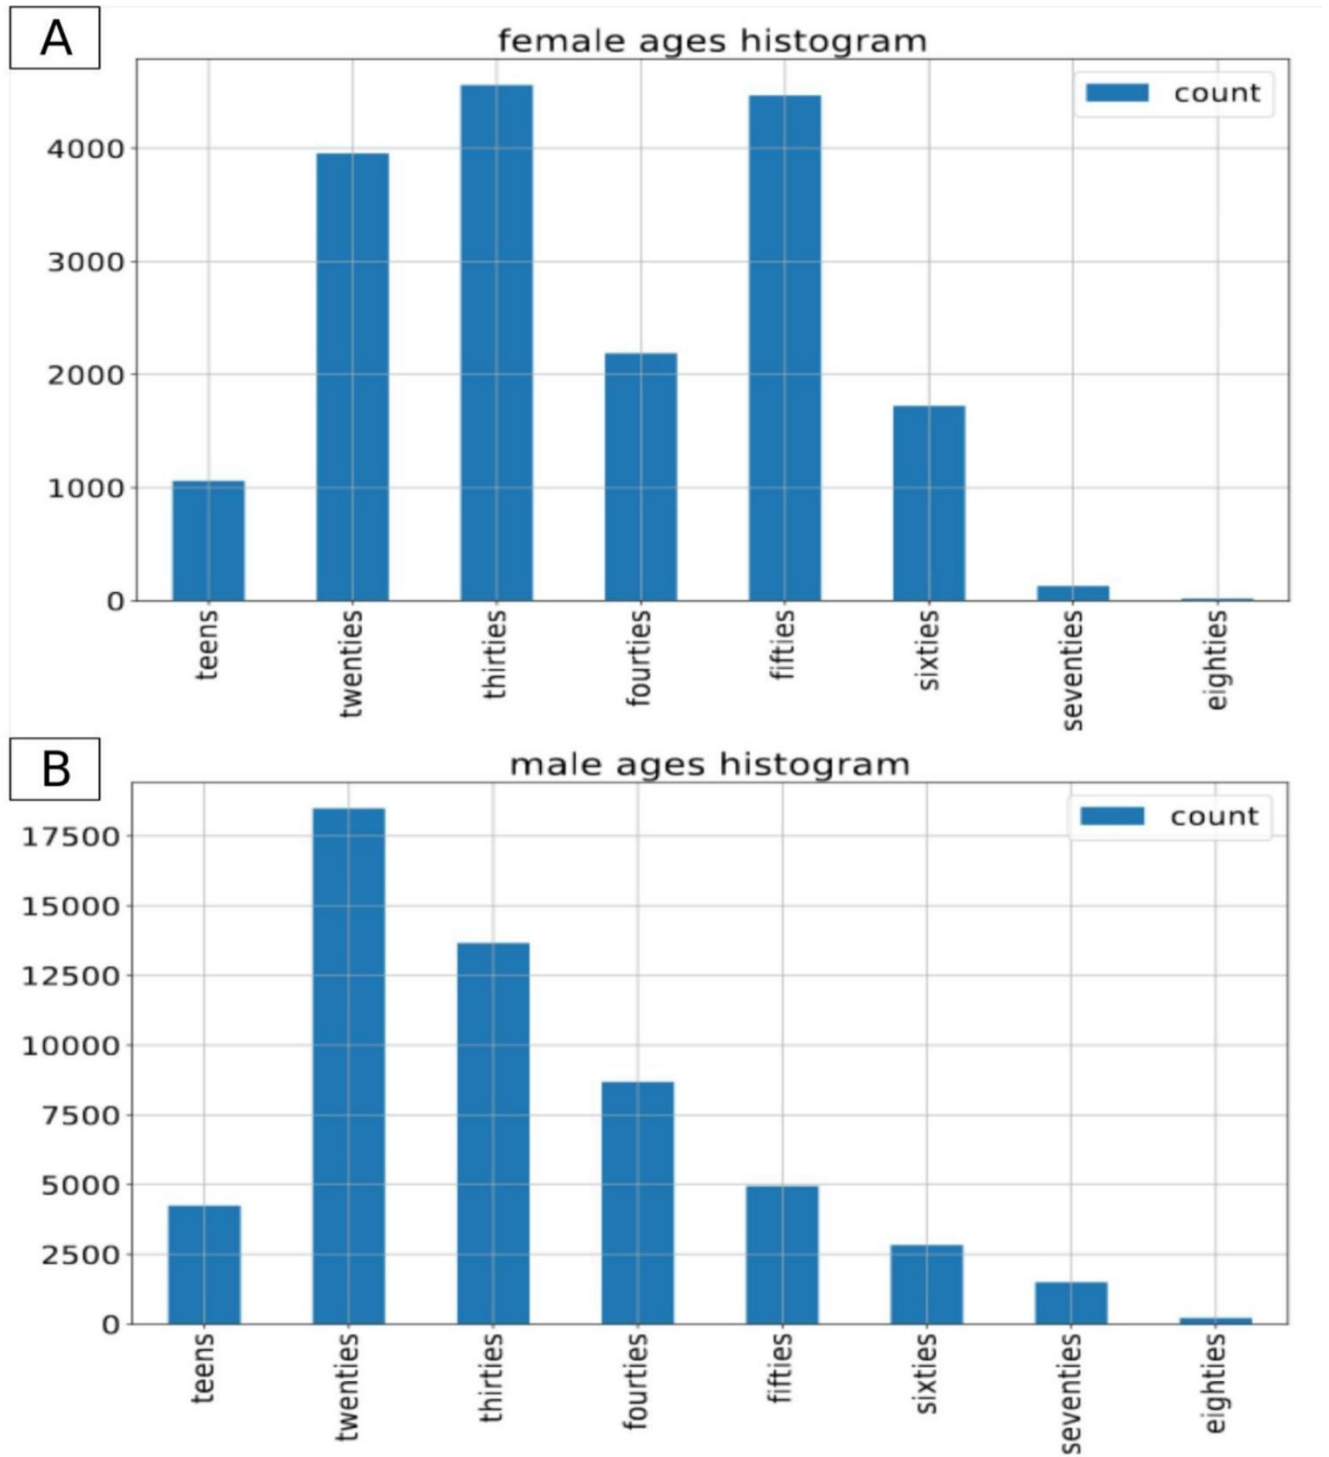 A
female ages histogram
count
4000
3000
2000
1000
0
teens
twenties
thirties
fourties
fifties
sixties
seventies
eighties
B
male ages histogram
count
17500
15000
12500
10000
7500
5000
2500
0
teens
twenties
thirties
fourties
fifties
sixties
seventies
eighties